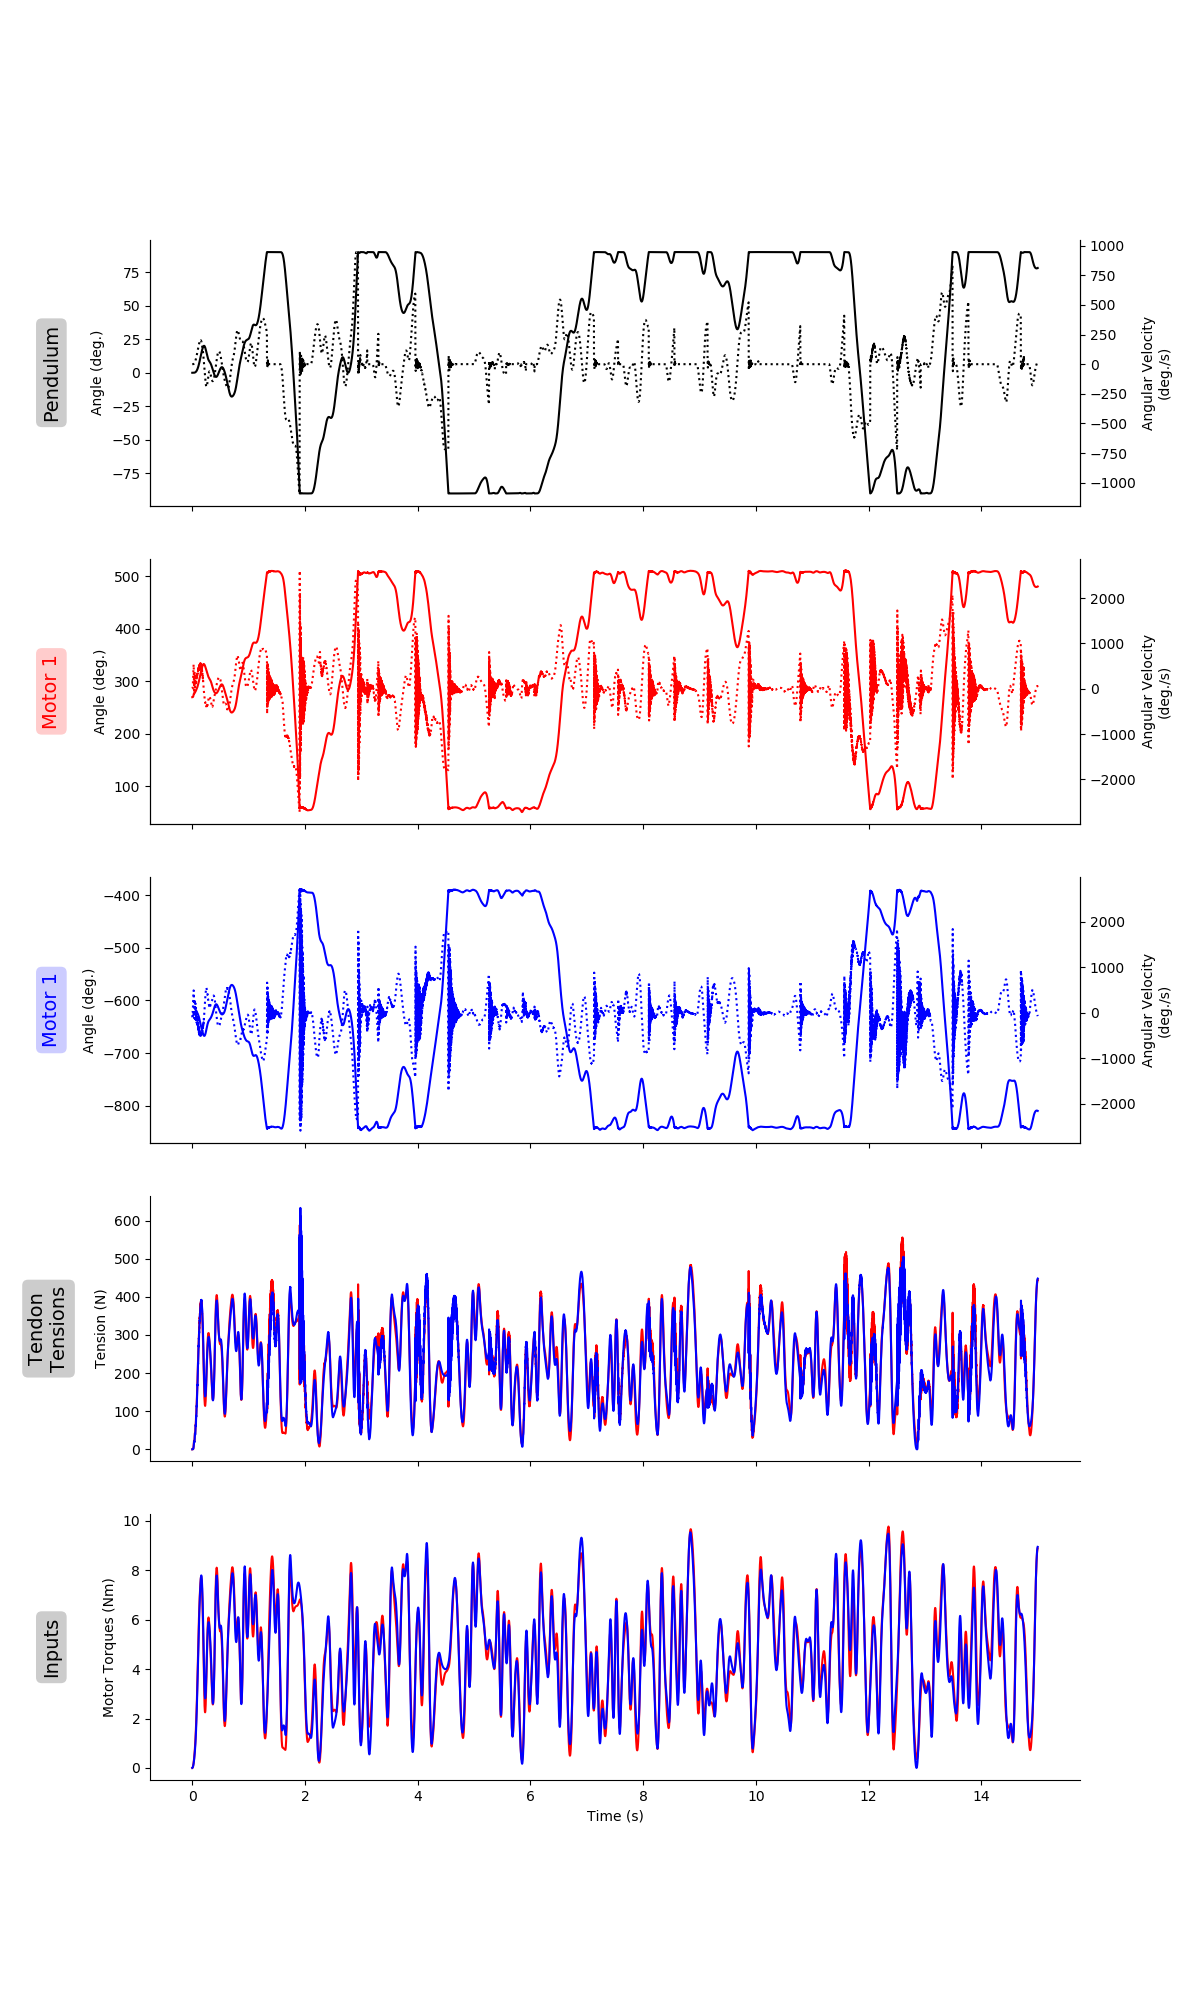 Pendulum
Angle (deg.)
75
50
25
0
−25
−50
−75
1000
750
500
250
0
−250
−500
−750
−1000
Angular Velocity
(deg./s)
Motor 1
Angle (deg.)
500
400
300
200
100
2000
1000
0
−1000
−2000
Angular Velocity
(deg./s)
Motor 1
Angle (deg.)
−400
−500
−600
−700
−800
2000
1000
0
−1000
−2000
Angular Velocity
(deg./s)
Tendon
Tensions
Tension (N)
600
500
400
300
200
100
0
Inputs
Motor Torques (Nm)
10
8
6
4
2
0
0 2 4 6 8 10 12 14
Time (s)